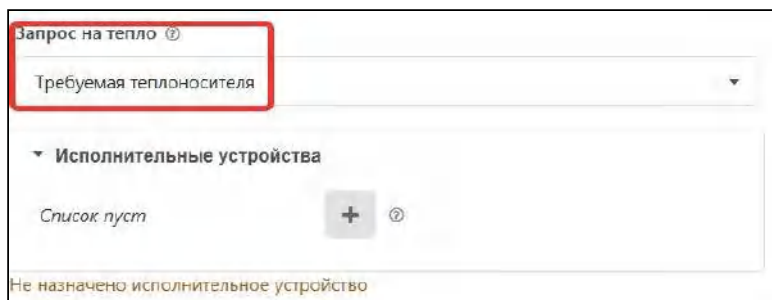 Запрос на тепло ?
Требуемая теплоносителя
Исполнительные устройства
Список пуст + ?
Не назначено исполнительное устройство